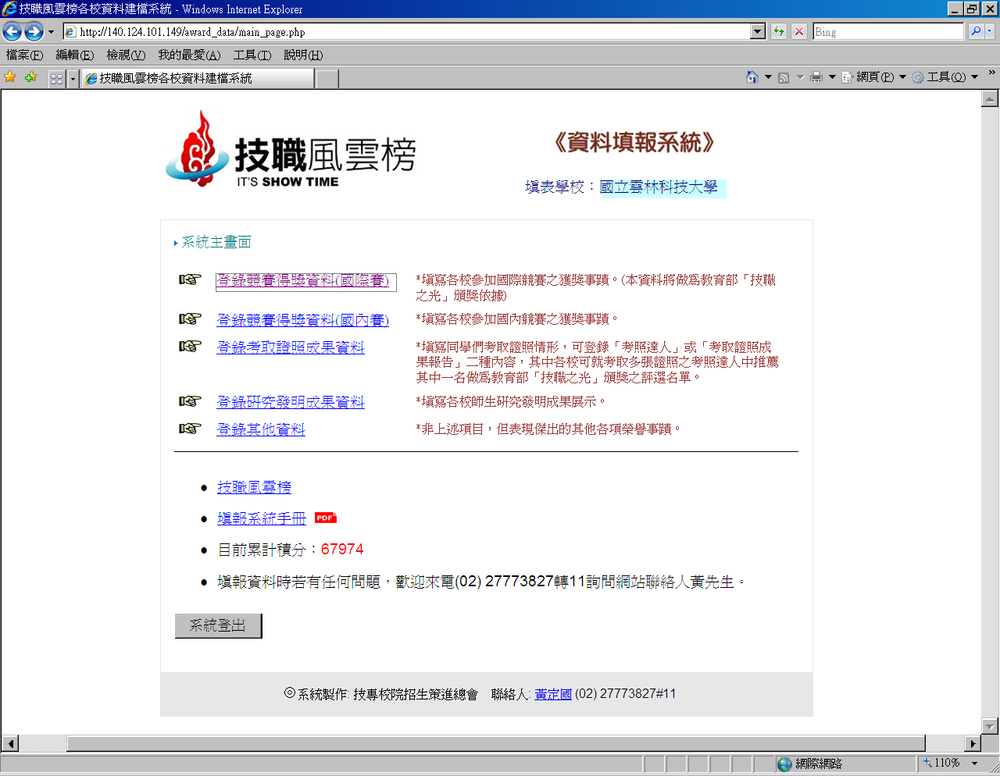 技職風雲榜各校資料建檔系統 - Windows Internet Explorer
http://140.124.101.149/award_data/main_page.php
Bing
檔案(F) 編輯(E) 檢視(V) 我的最愛(A) 工具(T) 說明(H)
技職風雲榜各校資料建檔系統
網頁(P) 工具(O) »
技職風雲榜
IT'S SHOW TIME
《資料填報系統》
填表學校：國立雲林科技大學
系統主畫面
登錄競賽得獎資料(國際賽)
*填寫各校參加國際競賽之獲獎事蹟。(本資料將做為教育部「技職
之光」頒獎依據)
登錄競賽得獎資料(國內賽)
*填寫各校參加國內競賽之獲獎事蹟。
登錄考取證照成果資料
*填寫同學們考取證照情形，可登錄「考照達人」或「考取證照成
果報告」二種內容，其中各校可就考取多張證照之考照達人中推薦
其中一名做為教育部「技職之光」頒獎之評選名單。
登錄研究發明成果資料
*填寫各校師生研究發明成果展示。
登錄其他資料
*非上述項目，但表現傑出的其他各項榮譽事蹟。
● 技職風雲榜
● 填報系統手冊 PDF
● 目前累計積分：67974
● 填報資料時若有任何問題，歡迎來電(02) 27773827轉11詢問網站聯絡人黃先生。
系統登出
◎系統製作: 技專校院招生策進總會 聯絡人: 黃定國 (02) 27773827#11
網際網路
110%